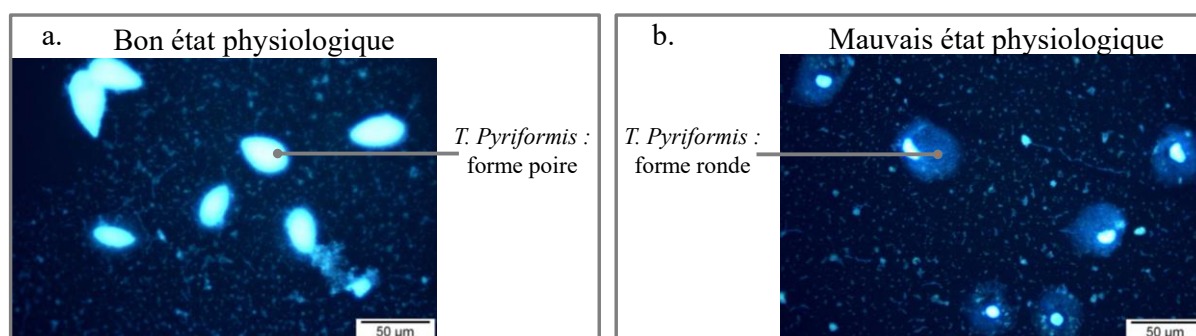 a. Bon état physiologique
T. Pyriformis :
forme poire
50 µm
b. Mauvais état physiologique
T. Pyriformis :
forme ronde
50 µm